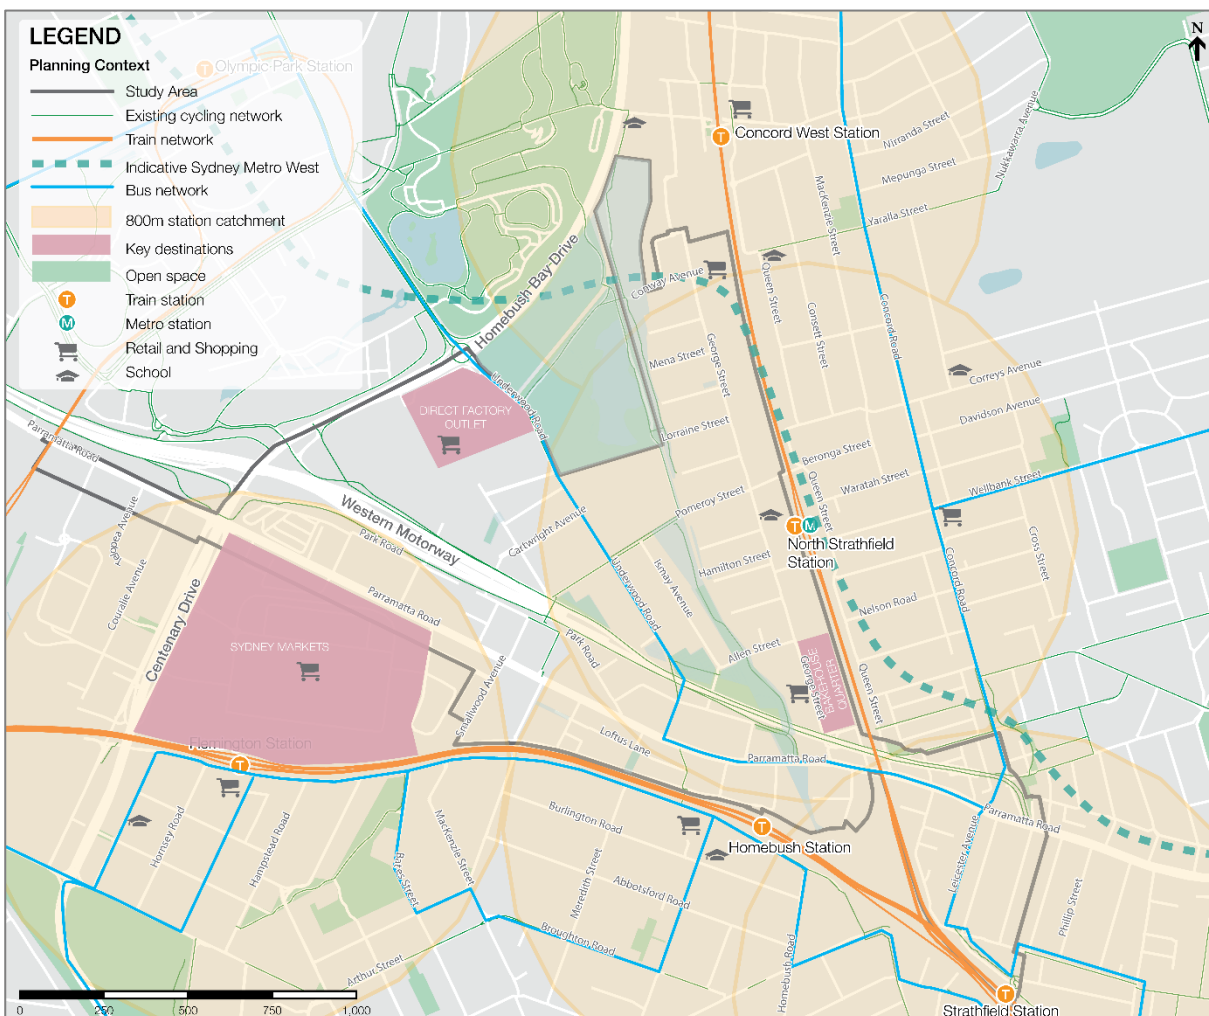 LEGEND
Planning Context
Study Area
Existing cycling network
Train network
Indicative Sydney Metro West
Bus network
800m station catchment
Key destinations
Open space
T
Train station
M
Metro station
Retail and Shopping
School
T
Olympic Park Station
N
T
Concord West Station
Nirranda Street
Mepunga Street
Yaralla Street
Nukkawarra Avenue
MacKenzie Street
Homebush Bay Drive
Conway Avenue
Queen Street
Consett Street
Concord Road
Mena Street
George Street
Correys Avenue
Davidson Avenue
DIRECT FACTORY
OUTLET
Underwood Road
Lorraine Street
Beronga Street
Waratah Street
Wellbank Street
Queen Street
Parramatta Road
Pomeroy Street
Western Motorway
Cartwright Avenue
T
M
North Strathfield
Station
Park Road
Courallie Avenue
Centenary Drive
Underwood Road
Ismay Avenue
Hamilton Street
Nelson Road
Concord Road
Cross Street
Parramatta Road
SYDNEY MARKETS
Park Road
Allen Street
BAKEHOUSE
QUARTER
George Street
Queen Street
Smallwood Avenue
Loftus Lane
Parramatta Road
Flemington Station
T
Parramatta Road
Hornsey Road
Hampstead Road
MacKenzie Street
Bates Street
Burlington Road
T
Homebush Station
Meredith Street
Abbotsford Road
Broughton Road
Leicester Avenue
Phillip Street
Arthur Street
Homebush Road
T
Strathfield Station
0
250
500
750
1,000